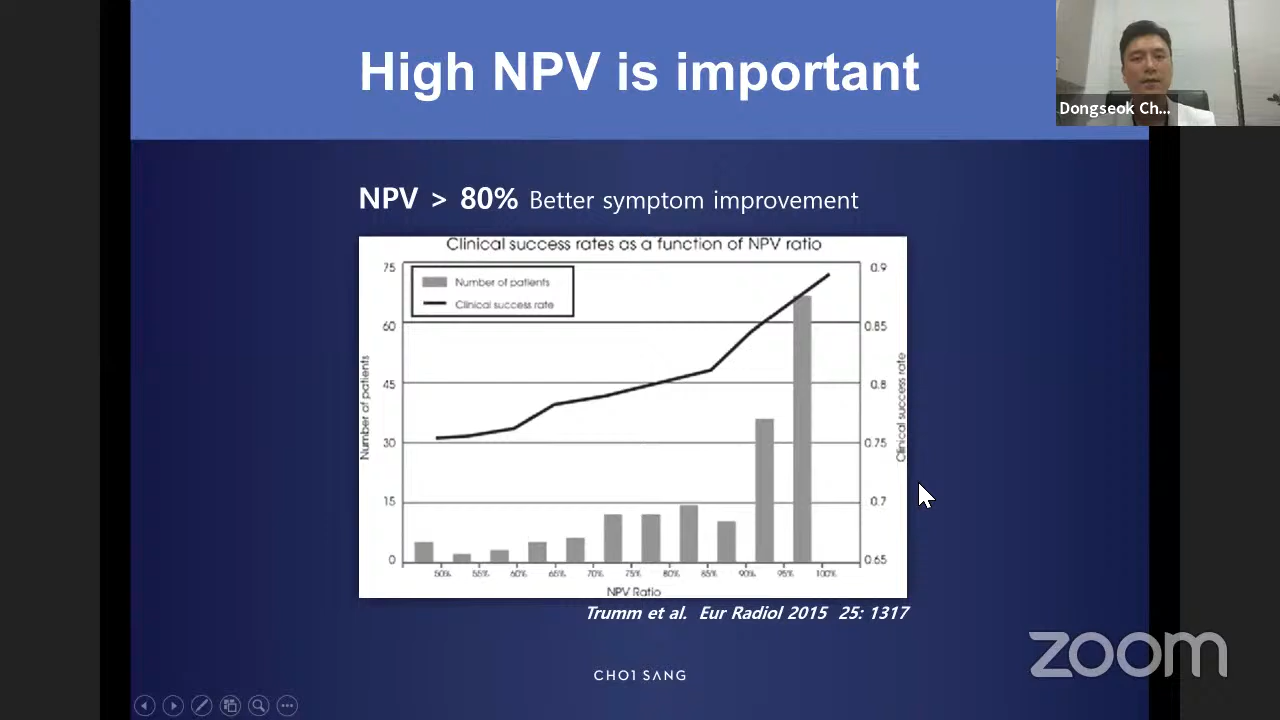 High NPV is important
Dongseok Ch...
NPV > 80% Better symptom improvement
Clinical success rates as a function of NPV ratio
75
60
45
30
15
0
Number of patients
Number of patients
Clinical success rate
0.9
0.85
0.8
0.75
0.7
0.65
Clinical success rate
50% 55% 60% 65% 70% 75% 80% 85% 90% 95% 100%
NPV Ratio
Trumm et al. Eur Radiol 2015 25: 1317
CHOI SANG
zoom